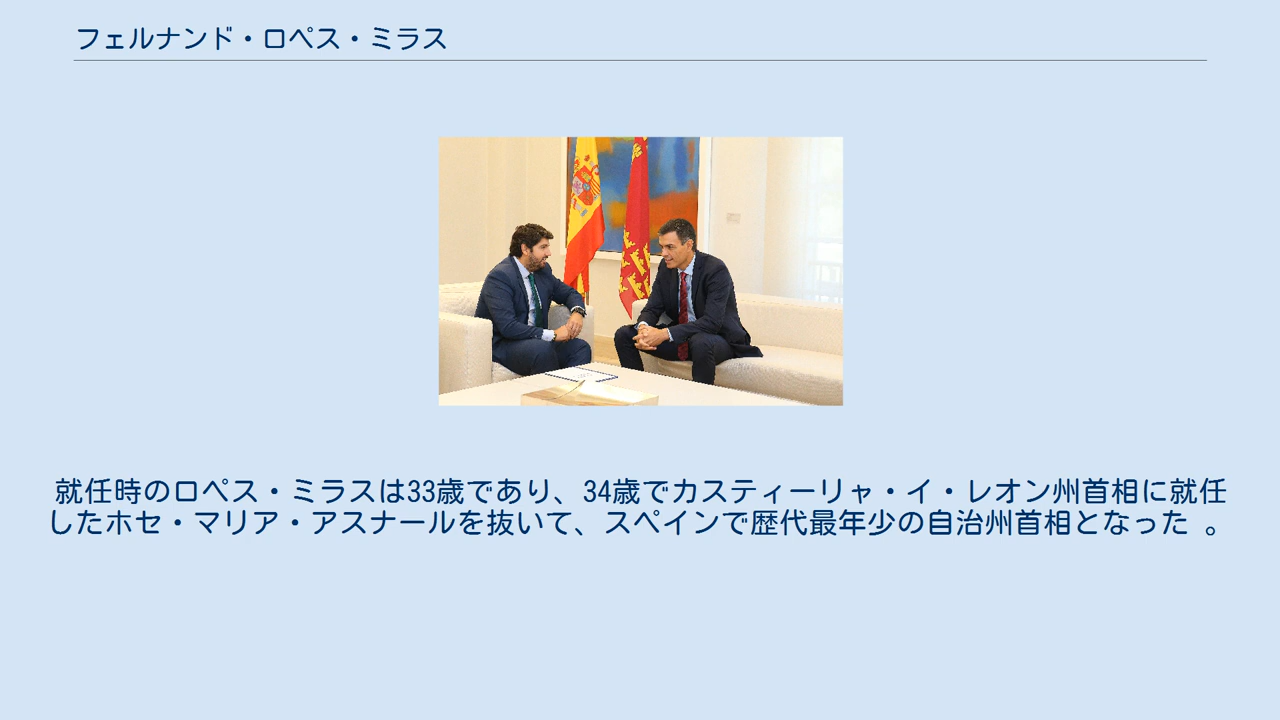 フェルナンド・ロペス・ミラス
就任時のロペス・ミラスは33歳であり、34歳でカスティーリャ・イ・レオン州首相に就任
したホセ・マリア・アスナールを抜いて、スペインで歴代最年少の自治州首相となった 。